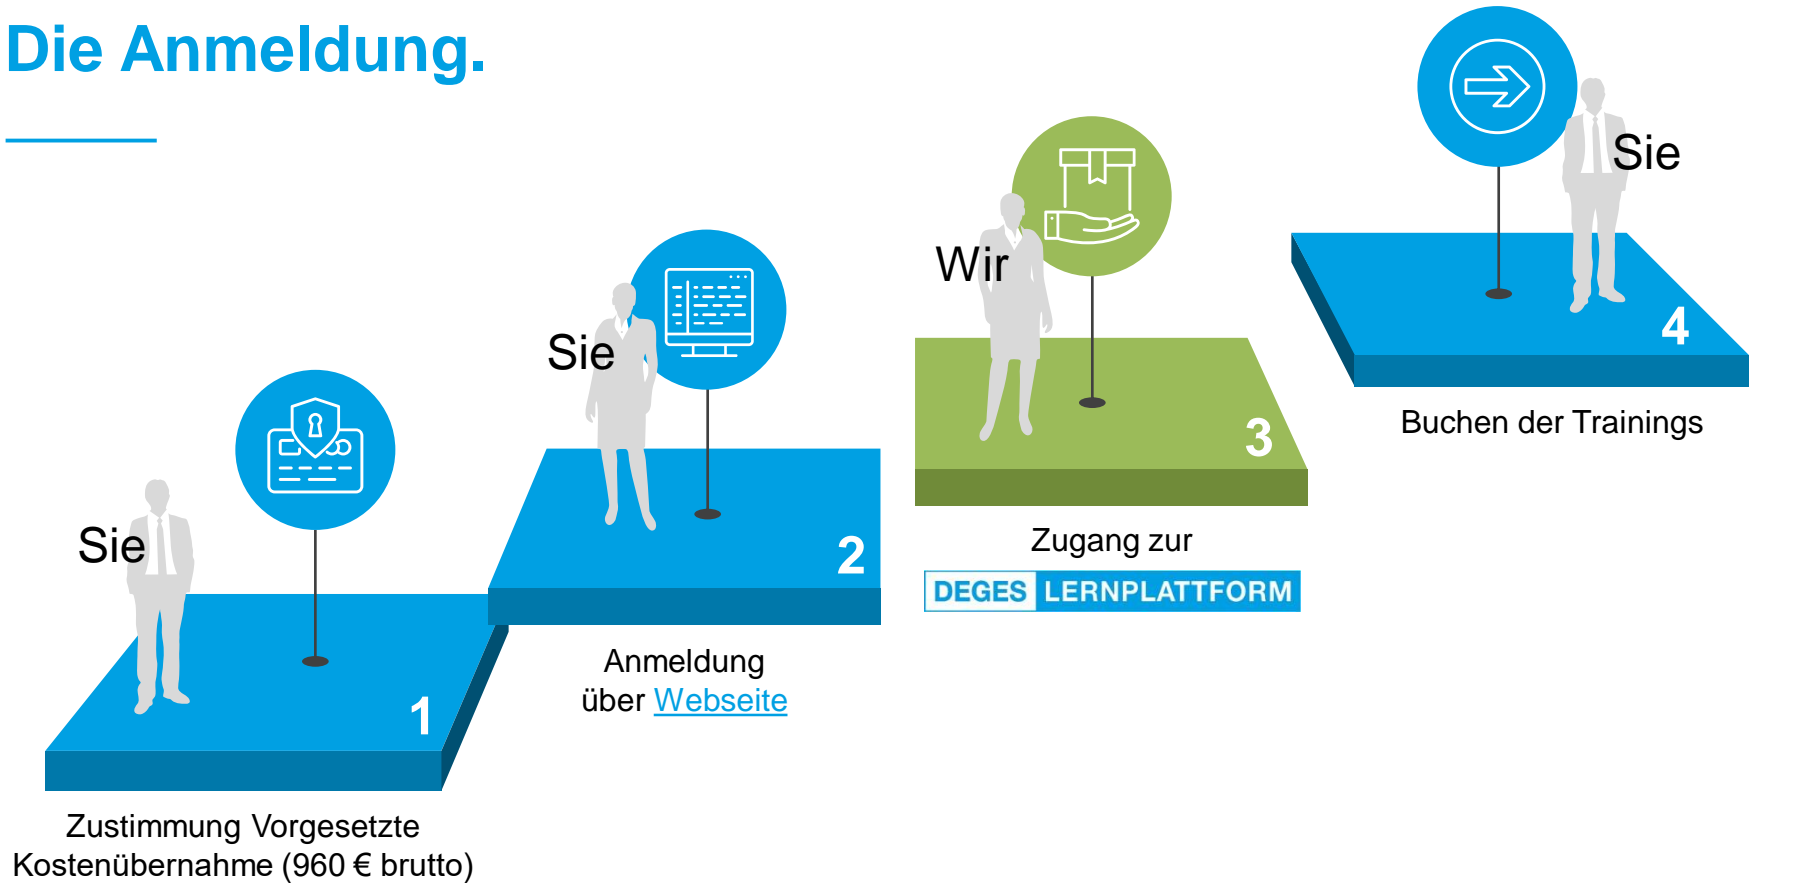 Die Anmeldung.
Sie
1
Zustimmung Vorgesetzte
Kostenübernahme (960 € brutto)
Sie
2
Anmeldung
über Webseite
Wir
3
Zugang zur
DEGES LERNPLATTFORM
Sie
4
Buchen der Trainings